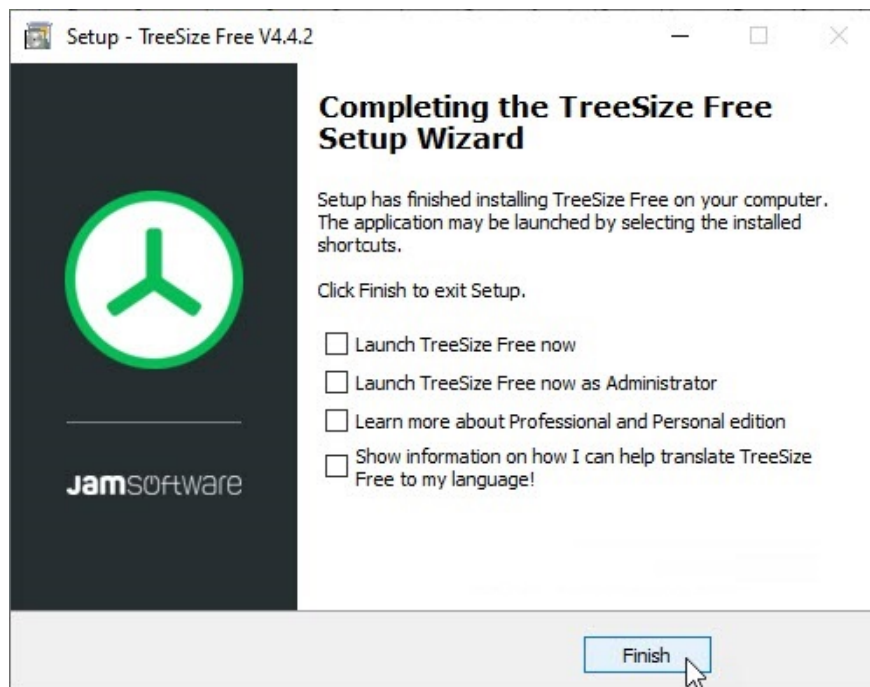 Setup - TreeSize Free V4.4.2
Completing the TreeSize Free
Setup Wizard
Setup has finished installing TreeSize Free on your computer.
The application may be launched by selecting the installed
shortcuts.
Click Finish to exit Setup.
Launch TreeSize Free now
Launch TreeSize Free now as Administrator
Learn more about Professional and Personal edition
Show information on how I can help translate TreeSize
Free to my language!
Jamsoftware
Finish